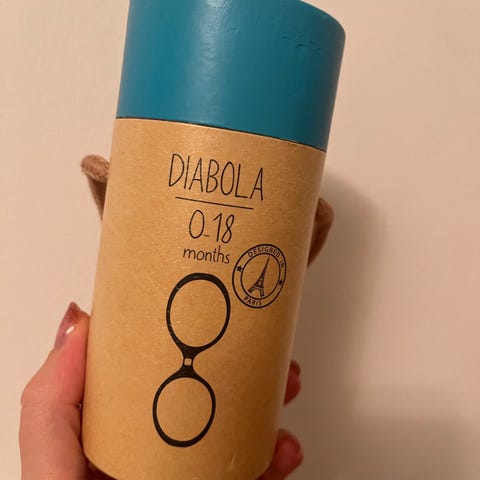 DIABOLA
0-18
months
DESIGNED IN
PARIS